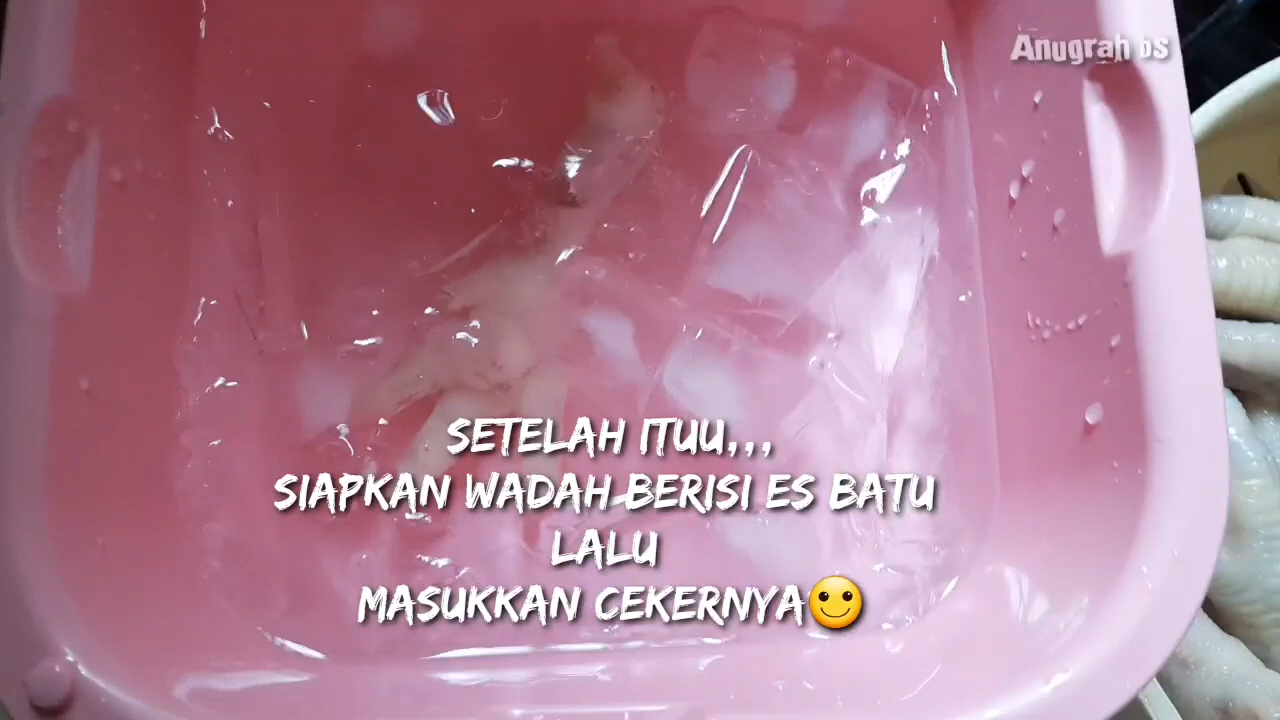 Anugrah bs
SETELAH ITUU,,,
SIAPKAN WADAH BERISI ES BATU
LALU
MASUKKAN CEKERNYA🙂